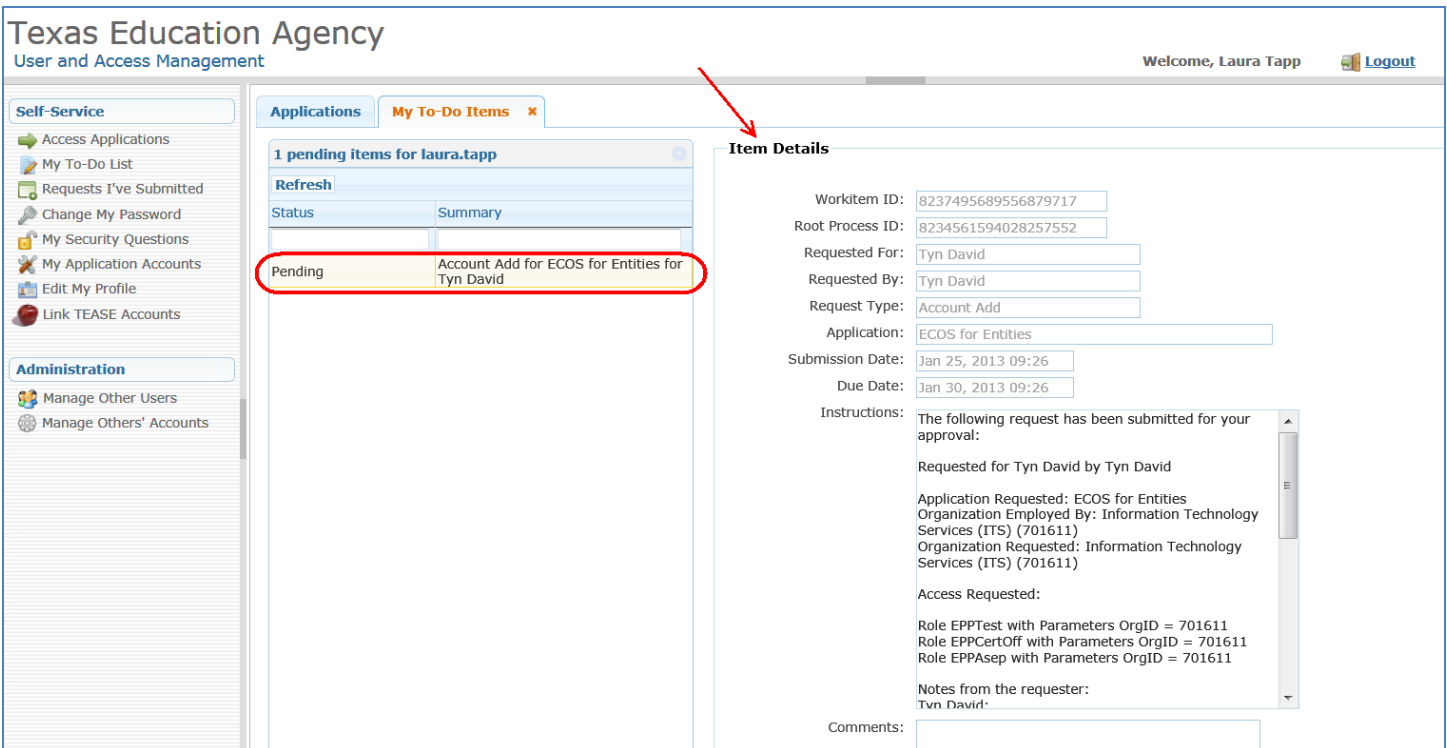 Texas Education Agency
User and Access Management
Welcome, Laura Tapp
Logout
Self-Service
Access Applications
My To-Do List
Requests I've Submitted
Change My Password
My Security Questions
My Application Accounts
Edit My Profile
Link TEASE Accounts
Administration
Manage Other Users
Manage Others' Accounts
Applications
My To-Do Items
1 pending items for laura.tapp
Refresh
Status Summary
Pending
Account Add for ECOS for Entities for
Tyn David
Item Details
Workitem ID: 8237495689556879717
Root Process ID: 8234561594028257552
Requested For: Tyn David
Requested By: Tyn David
Request Type: Account Add
Application: ECOS for Entities
Submission Date: Jan 25, 2013 09:26
Due Date: Jan 30, 2013 09:26
Instructions:
The following request has been submitted for your
approval:
Requested for Tyn David by Tyn David
Application Requested: ECOS for Entities
Organization Employed By: Information Technology
Services (ITS) (701611)
Organization Requested: Information Technology
Services (ITS) (701611)
Access Requested:
Role EPPTest with Parameters OrgID = 701611
Role EPPCertOff with Parameters OrgID = 701611
Role EPPAsep with Parameters OrgID = 701611
Notes from the requester:
Tyn David:
Comments: